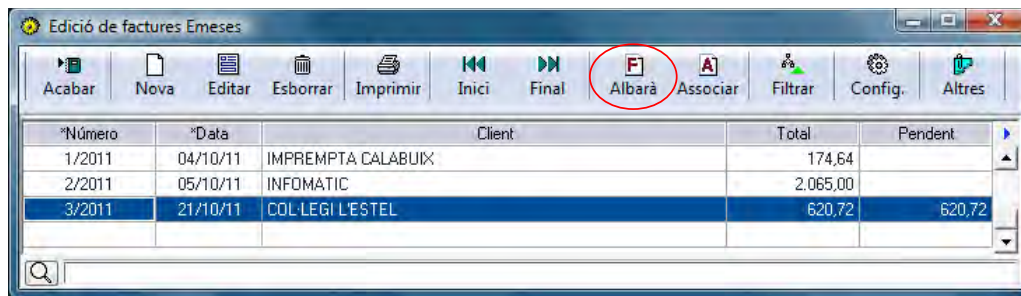 Edició de factures Emeses
Acabar Nova Editar Esborrar Imprimir Inici Final Albarà Associar Filtrar Config. Altres
*Número *Data Client Total Pendent
1/2011 04/10/11 IMPREMPTA CALABUIX 174,64
2/2011 05/10/11 INFOMATIC 2.065,00
3/2011 21/10/11 COL·LEGI L'ESTEL 620,72 620,72